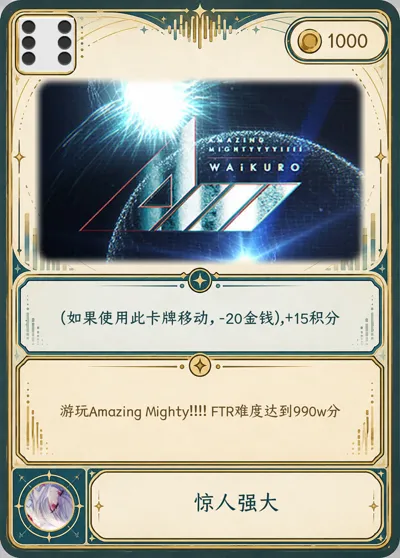 1000
AMAZING
MIGHTYYYYEEEE
WAiKURO
(如果使用此卡牌移动，-20金钱),+15积分
游玩Amazing Mighty!!!! FTR难度达到990w分
惊人强大